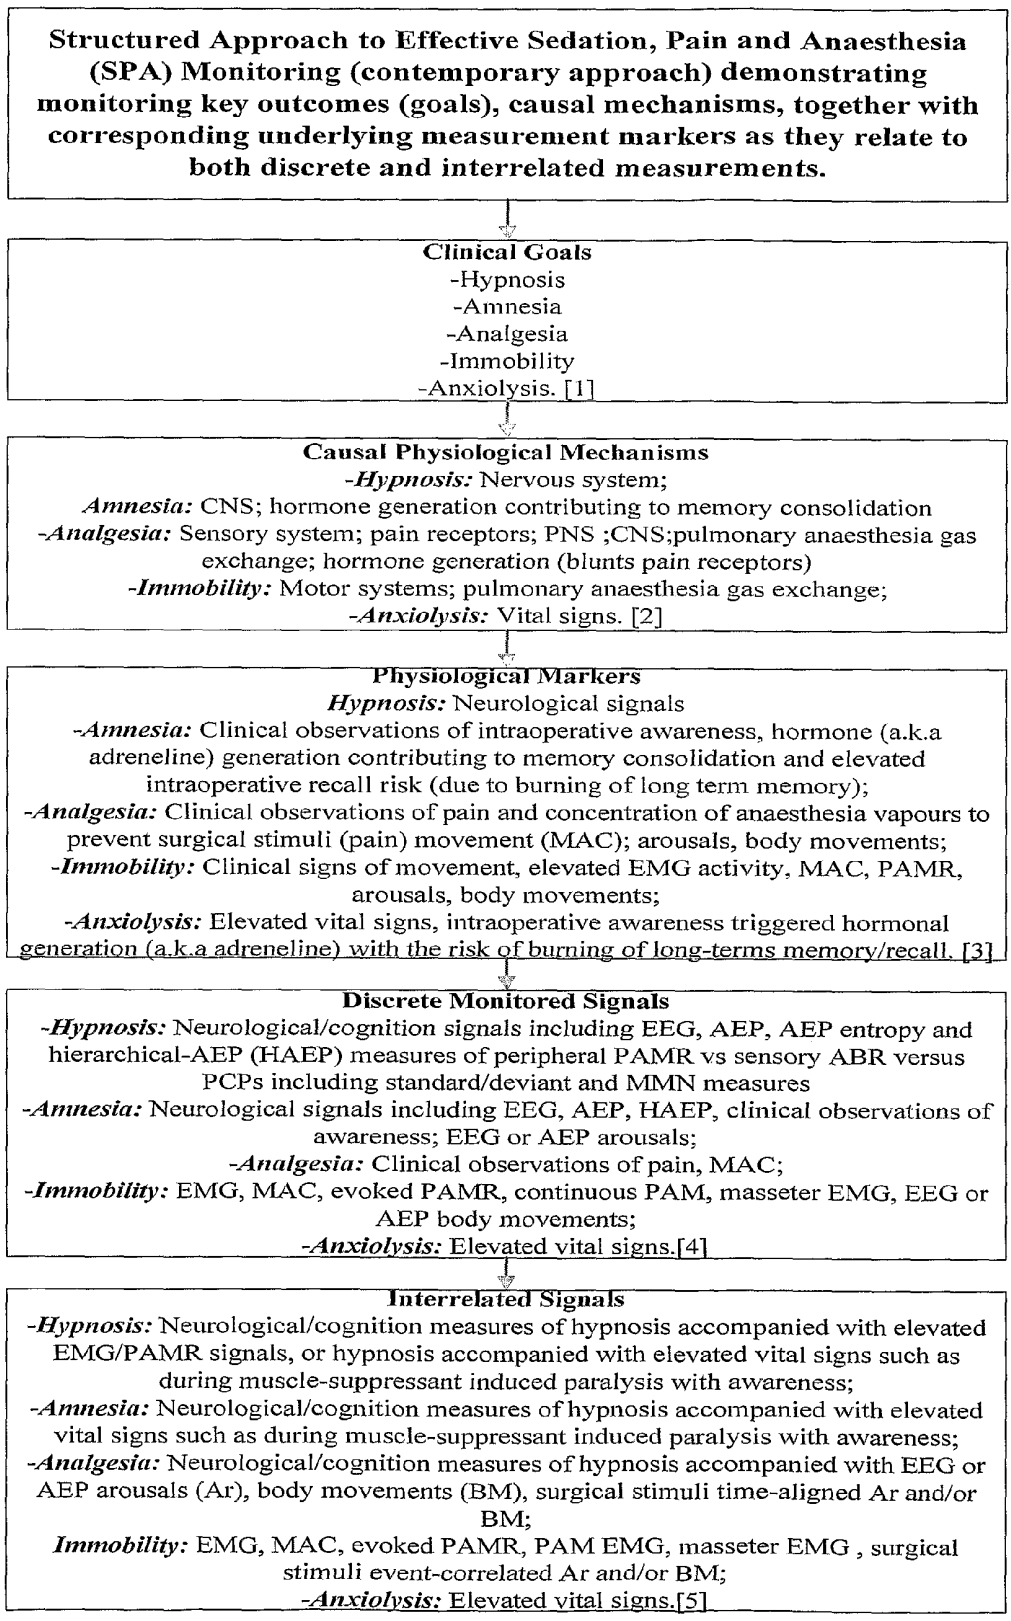 Structured Approach to Effective Sedation, Pain and Anaesthesia
(SPA) Monitoring (contemporary approach) demonstrating
monitoring key outcomes (goals), causal mechanisms, together with
corresponding underlying measurement markers as they relate to
both discrete and interrelated measurements.
Clinical Goals
-Hypnosis
-Amnesia
-Analgesia
-Immobility
-Anxiolysis. [1]
Causal Physiological Mechanisms
-Hypnosis: Nervous system;
Amnesia: CNS; hormone generation contributing to memory consolidation
-Analgesia: Sensory system; pain receptors; PNS ;CNS;pulmonary anaesthesia gas
exchange; hormone generation (blunts pain receptors)
-Immobility: Motor systems; pulmonary anaesthesia gas exchange;
-Anxiolysis: Vital signs. [2]
Physiological Markers
Hypnosis: Neurological signals
-Amnesia: Clinical observations of intraoperative awareness, hormone (a.k.a
adreneline) generation contributing to memory consolidation and elevated
intraoperative recall risk (due to burning of long term memory);
-Analgesia: Clinical observations of pain and concentration of anaesthesia vapours to
prevent surgical stimuli (pain) movement (MAC); arousals, body movements;
-Immobility: Clinical signs of movement, elevated EMG activity, MAC, PAMR,
arousals, body movements;
-Anxiolysis: Elevated vital signs, intraoperative awareness triggered hormonal
generation (a.k.a adreneline) with the risk of burning of long-terms memory/recall. [3]
Discrete Monitored Signals
-Hypnosis: Neurological/cognition signals including EEG, AEP, AEP entropy and
hierarchical-AEP (HAEP) measures of peripheral PAMR vs sensory ABR versus
PCPs including standard/deviant and MMN measures
-Amnesia: Neurological signals including EEG, AEP, HAEP, clinical observations of
awareness; EEG or AEP arousals;
-Analgesia: Clinical observations of pain, MAC;
-Immobility: EMG, MAC, evoked PAMR, continuous PAM, masseter EMG, EEG or
AEP body movements;
-Anxiolysis: Elevated vital signs.[4]
Interrelated Signals
-Hypnosis: Neurological/cognition measures of hypnosis accompanied with elevated
EMG/PAMR signals, or hypnosis accompanied with elevated vital signs such as
during muscle-suppressant induced paralysis with awareness;
-Amnesia: Neurological/cognition measures of hypnosis accompanied with elevated
vital signs such as during muscle-suppressant induced paralysis with awareness;
-Analgesia: Neurological/cognition measures of hypnosis accompanied with EEG or
AEP arousals (Ar), body movements (BM), surgical stimuli time-aligned Ar and/or
BM;
Immobility: EMG, MAC, evoked PAMR, PAM EMG, masseter EMG , surgical
stimuli event-correlated Ar and/or BM;
-Anxiolysis: Elevated vital signs.[5]